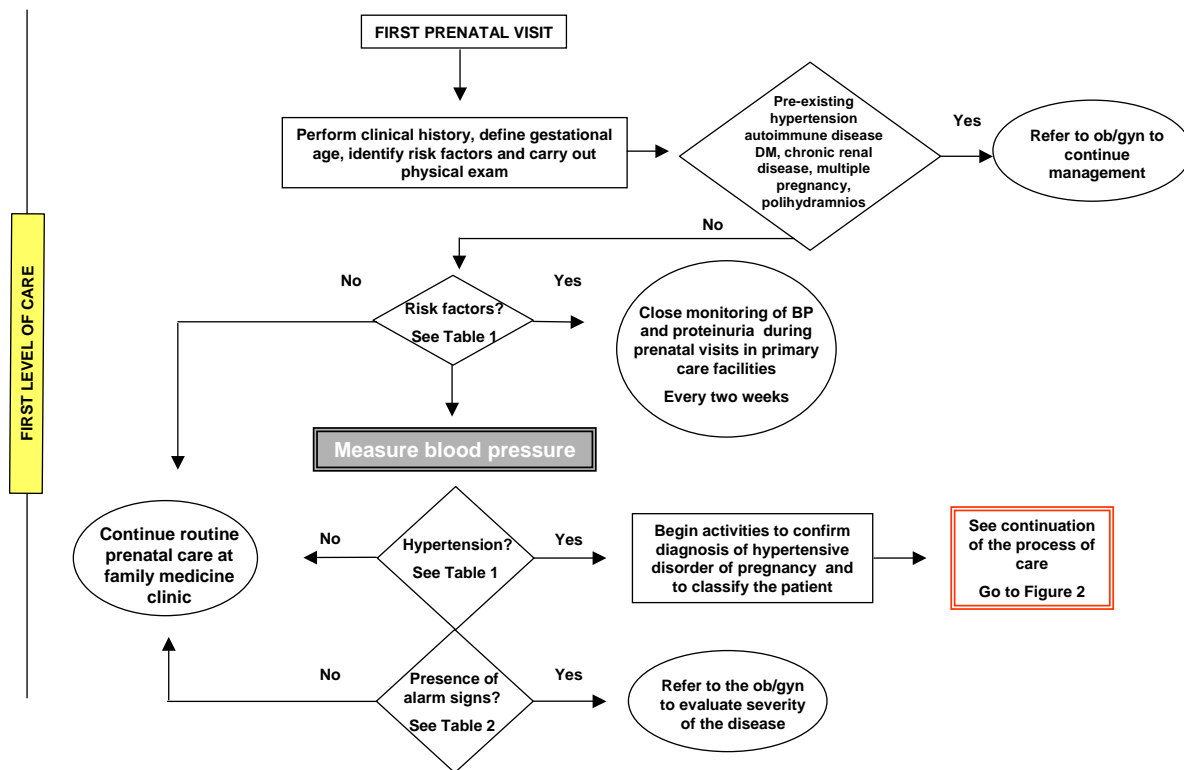 FIRST PRENATAL VISIT
Perform clinical history, define gestational
age, identify risk factors and carry out
physical exam
Pre-existing
hypertension
autoimmune disease
DM, chronic renal
disease, multiple
pregnancy,
polihydramnios
Yes
Refer to ob/gyn to
continue
management
No
FIRST LEVEL OF CARE
No
Risk factors?
See Table 1
Yes
Close monitoring of BP
and proteinuria during
prenatal visits in primary
care facilities
Every two weeks
Measure blood pressure
Continue routine
prenatal care at
family medicine
clinic
No
Hypertension?
See Table 1
Yes
Begin activities to confirm
diagnosis of hypertensive
disorder of pregnancy and
to classify the patient
See continuation
of the process of
care
Go to Figure 2
No
Presence of
alarm signs?
See Table 2
Yes
Refer to the ob/gyn
to evaluate severity
of the disease